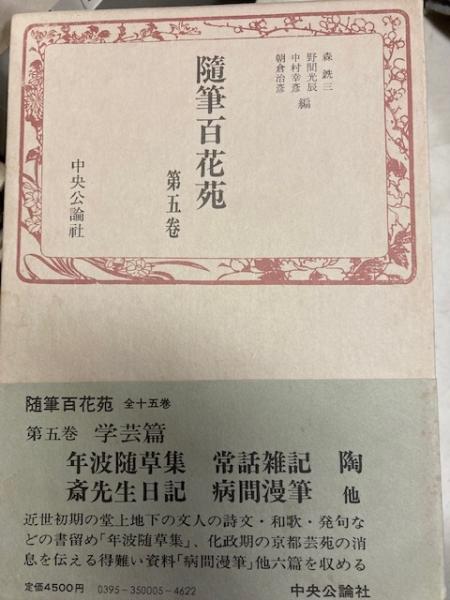 森銑三
野間光辰
中村幸彦
朝倉治彦
編
随筆百花苑
第五巻
中央公論社
随筆百花苑 全十五巻
第五巻 学芸篇
年波随草集 常話雑記 陶
斎先生日記 病間漫筆 他
近世初期の堂上地下の文人の詩文・和歌・発句な
どの書留め「年波随草集」、化政期の京都芸苑の消
息を伝える得難い資料「病間漫筆」他六篇を収める
定価4500円 0395-350005-4622 中央公論社